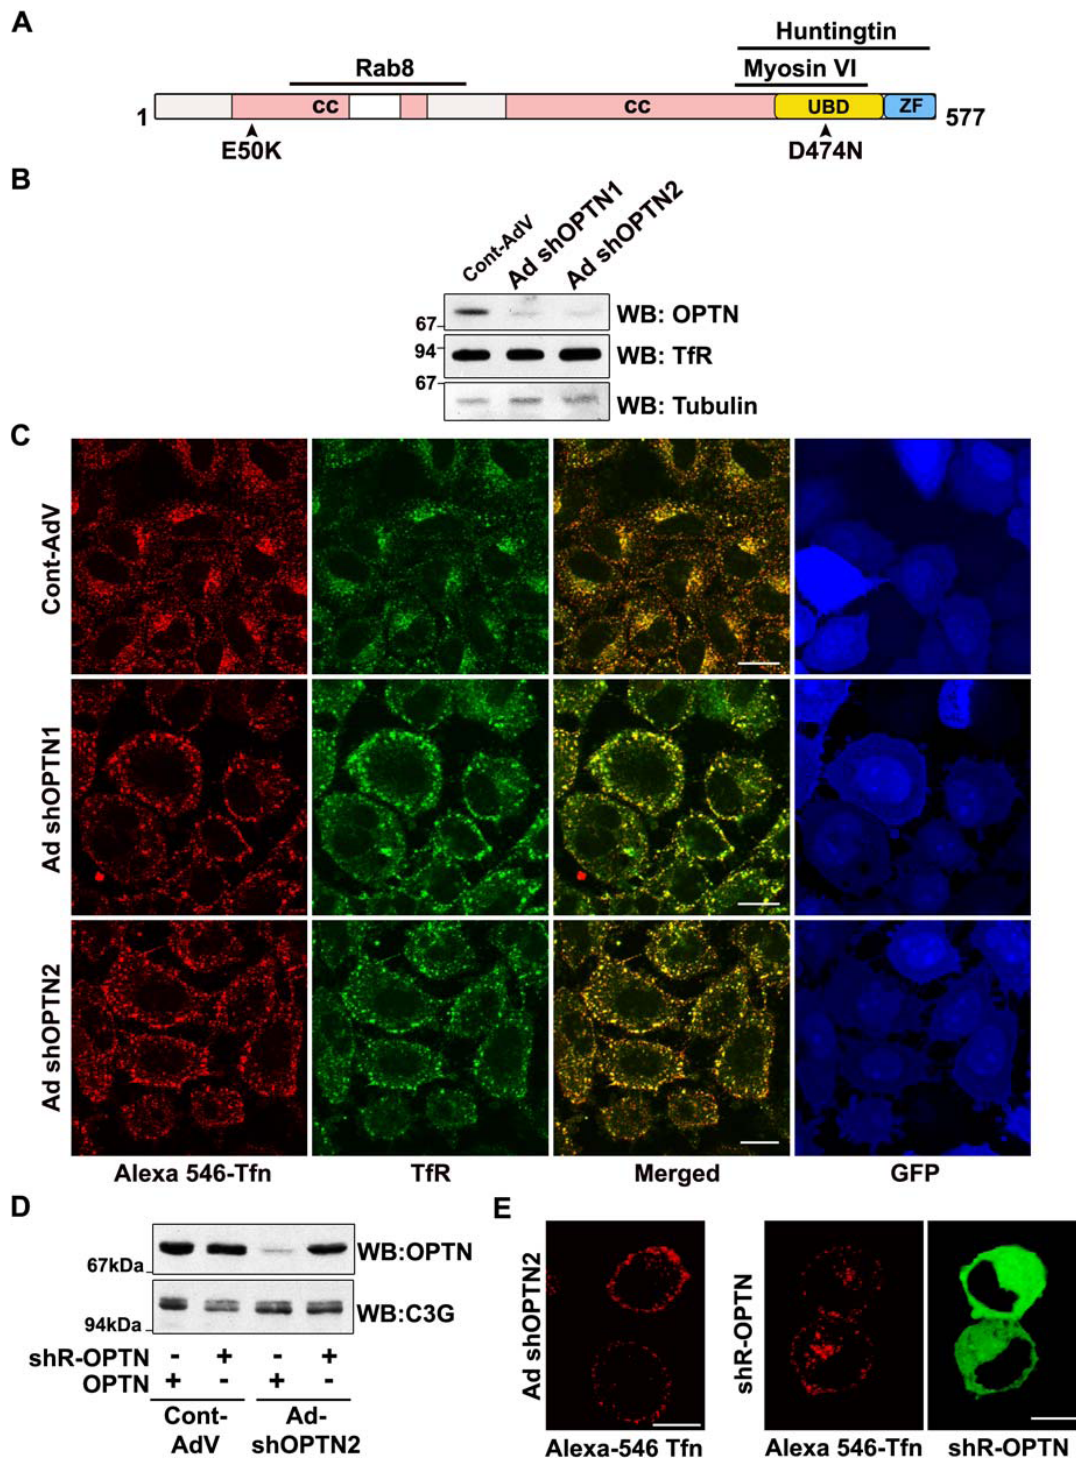 A
Huntingtin
Rab8
Myosin VI
1
cc
cc
UBD
ZF
577
E50K
D474N
B
Cont-AdV
Ad shOPTN1
Ad shOPTN2
67
WB: OPTN
94
WB: TfR
67
WB: Tubulin
C
Cont-AdV
Ad shOPTN1
Ad shOPTN2
Alexa 546-Tfn
TfR
Merged
GFP
D
67kDa
WB:OPTN
94kDa
WB:C3G
shR-OPTN - + - +
OPTN + - + -
Cont-
AdV
Ad-
shOPTN2
E
Ad shOPTN2
shR-OPTN
Alexa-546 Tfn
Alexa 546-Tfn
shR-OPTN